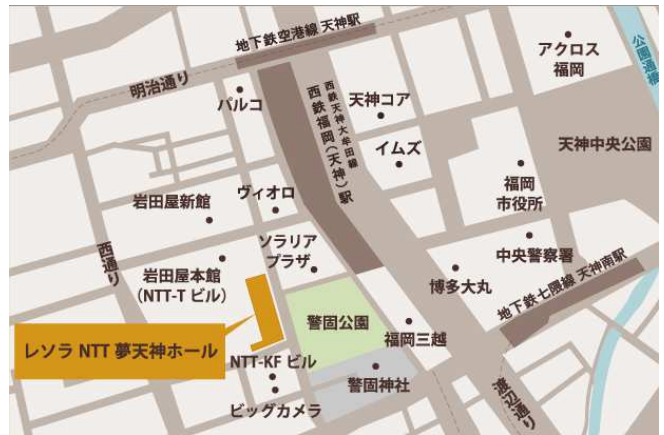 地下鉄空港線 天神駅
アクロス
福岡
公園通橋
明治通り
パルコ
西鉄福岡(天神)駅
西鉄天神大牟田線
天神コア
イムズ
天神中央公園
福岡
市役所
岩田屋新館
ヴィオロ
西通り
ソラリア
プラザ
中央警察署
岩田屋本館
(NTT-T ビル)
博多大丸
地下鉄七隈線 天神南駅
警固公園
福岡三越
レソラ NTT 夢天神ホール
NTT-KF ビル
警固神社
ビッグカメラ
渡辺通り